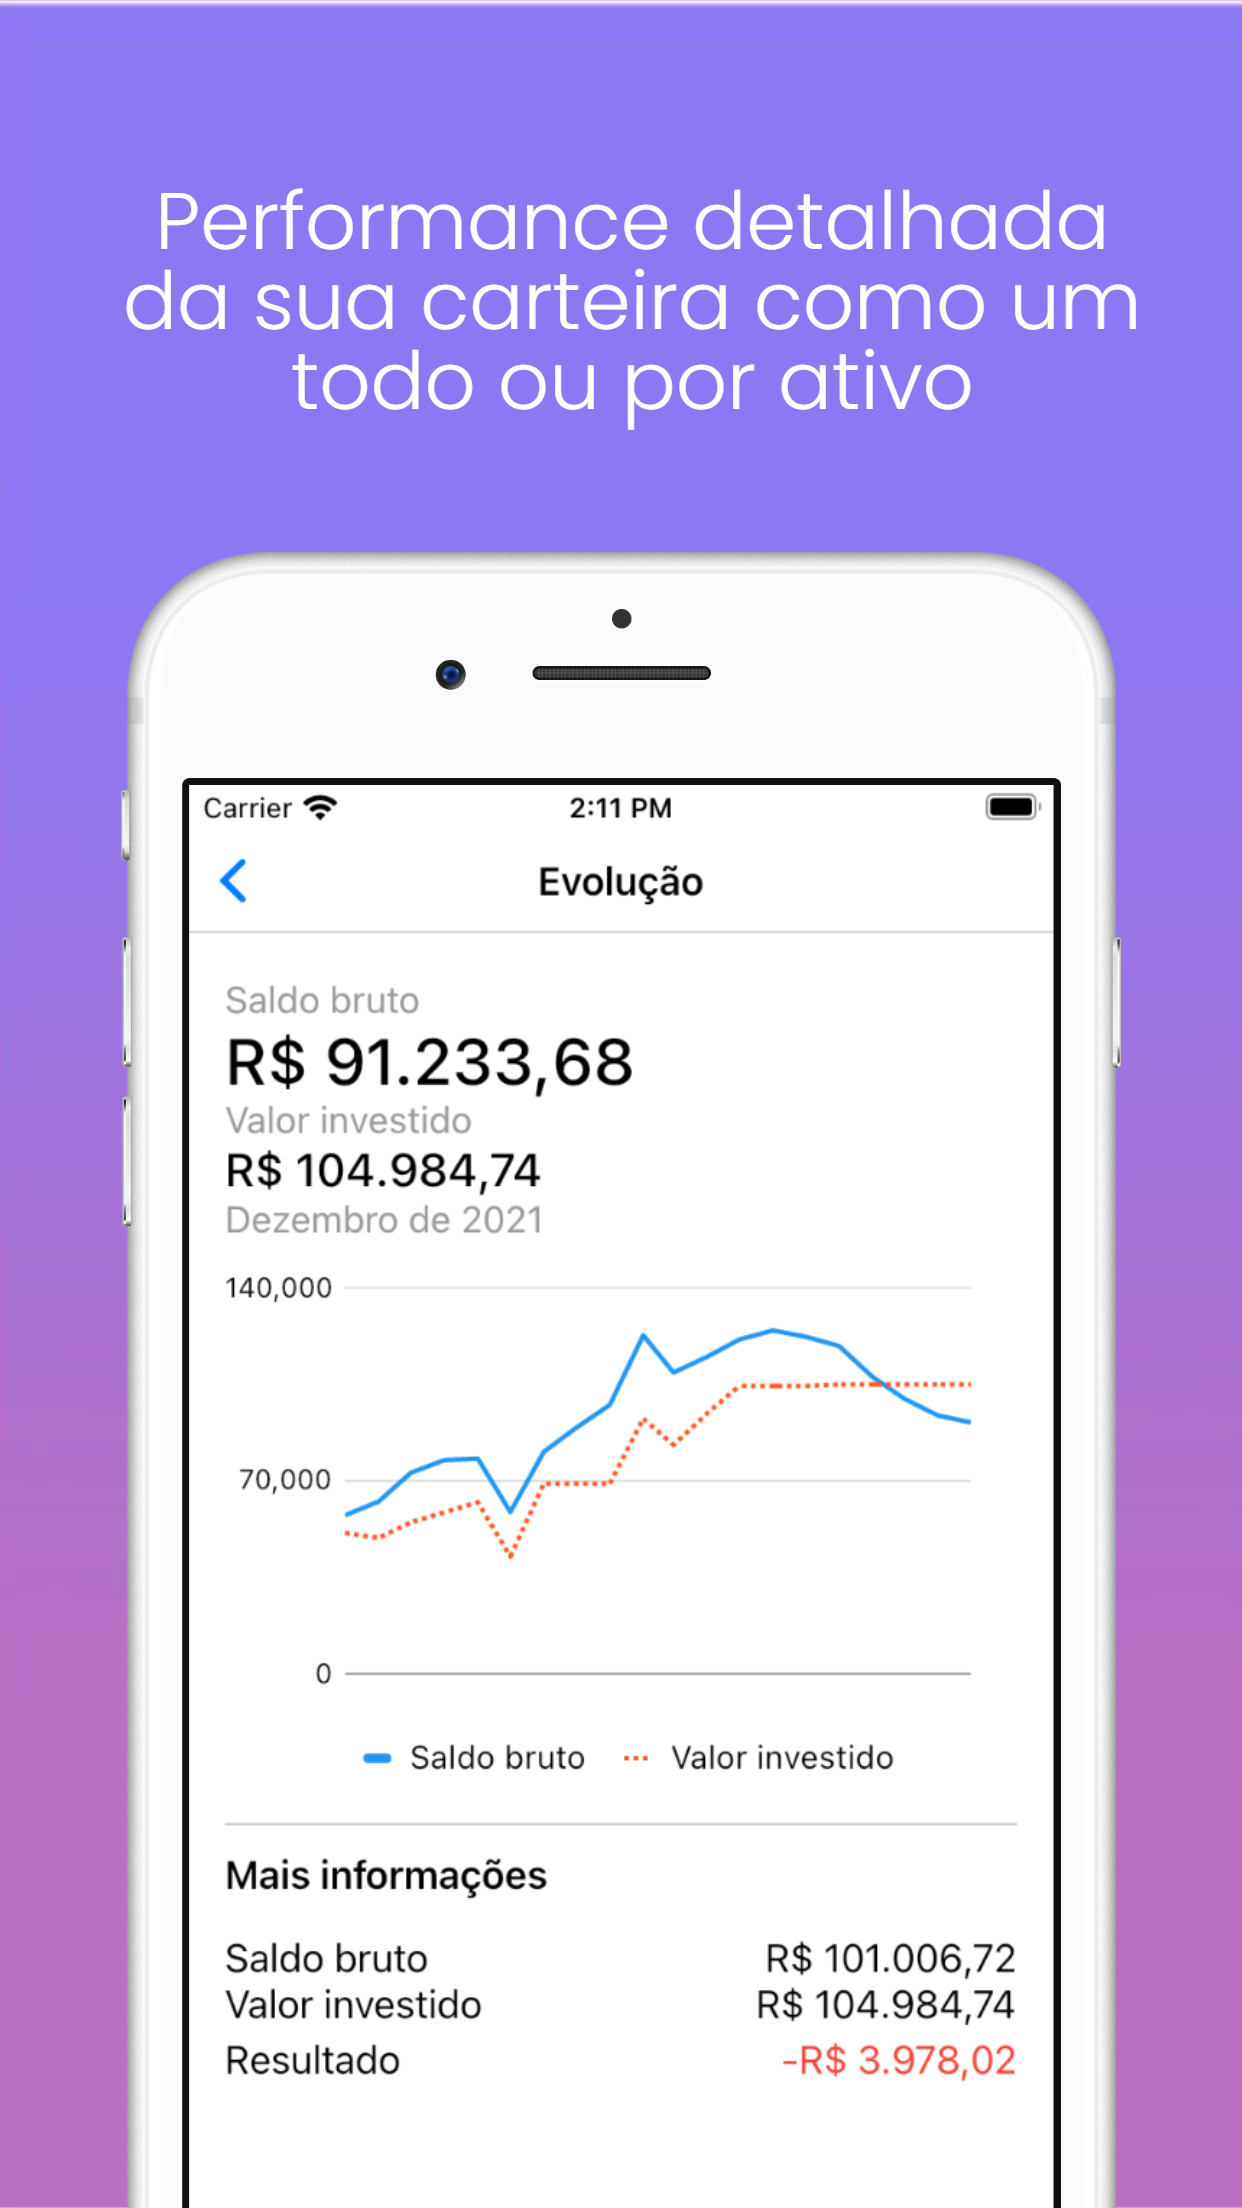 Performance detalhada
da sua carteira como um
todo ou por ativo
Carrier 2:11 PM
Evolução
Saldo bruto
R$ 91.233,68
Valor investido
R$ 104.984,74
Dezembro de 2021
140,000
70,000
0
Saldo bruto Valor investido
Mais informações
Saldo bruto R$ 101.006,72
Valor investido R$ 104.984,74
Resultado -R$ 3.978,02